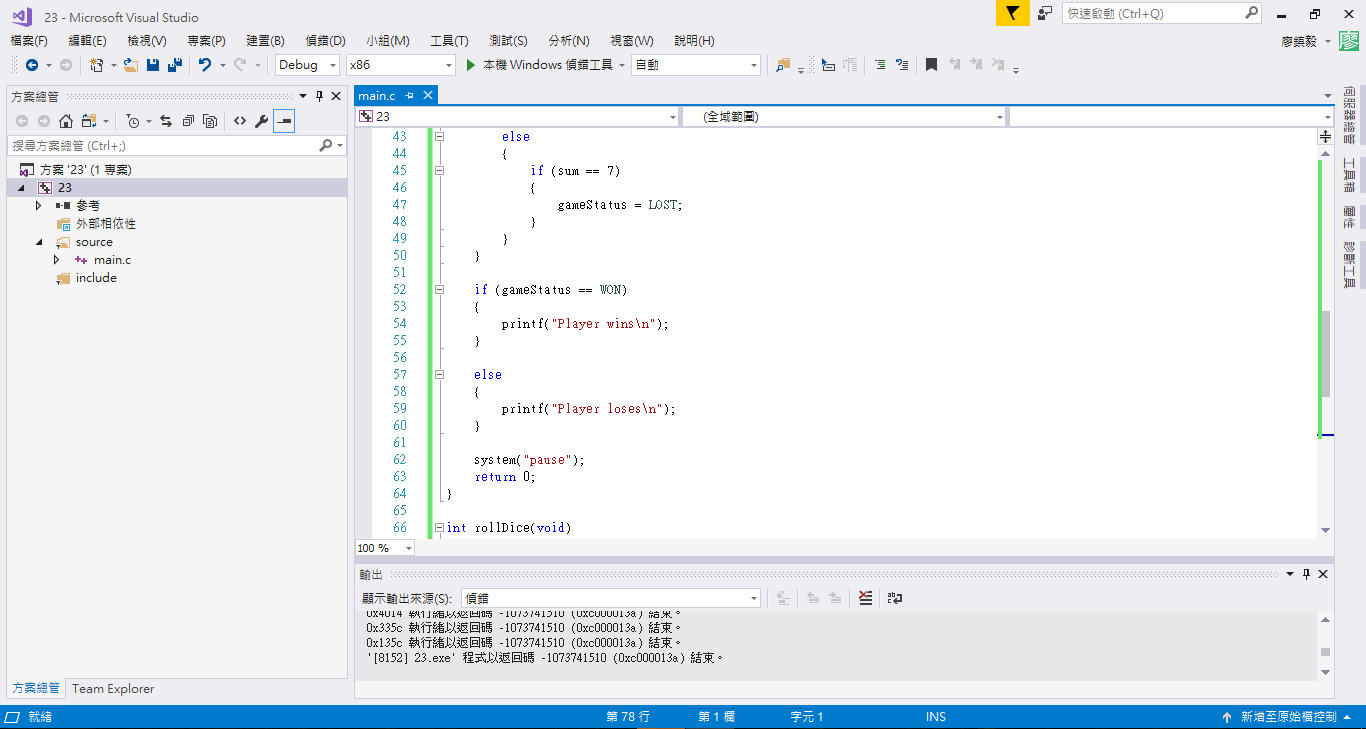 23 - Microsoft Visual Studio
快速啟動 (Ctrl+Q)
檔案(F) 編輯(E) 檢視(V) 專案(P) 建置(B) 偵錯(D) 小組(M) 工具(T) 測試(S) 分析(N) 視窗(W) 說明(H)
廖
Debug x86 本機 Windows 偵錯工具 自動
方案總管
搜尋方案總管 (Ctrl+;)
方案 '23' (1 專案)
23
參考
外部相依性
source
main.c
include
方案總管 Team Explorer
main.c
23 (全域範圍)
43 else
44 {
45 if (sum == 7)
46 {
47 gameStatus = LOST;
48 }
49 }
50 }
51
52 if (gameStatus == WON)
53 {
54 printf("Player wins\n");
55 }
56
57 else
58 {
59 printf("Player loses\n");
60 }
61
62 system("pause");
63 return 0;
64 }
65
66 int rollDice(void)
100 %
輸出
顯示輸出來源(S): 偵錯
0x4014 執行緒以返回碼 -1073741510 (0xc000013a) 結束。
0x335c 執行緒以返回碼 -1073741510 (0xc000013a) 結束。
0x135c 執行緒以返回碼 -1073741510 (0xc000013a) 結束。
'[8152] 23.exe' 程式以返回碼 -1073741510 (0xc000013a) 結束。
伺服器總管
工具箱
屬性
診斷工具
就緒 第 78 行 第 1 欄 字元 1 INS 新增至原始檔控制